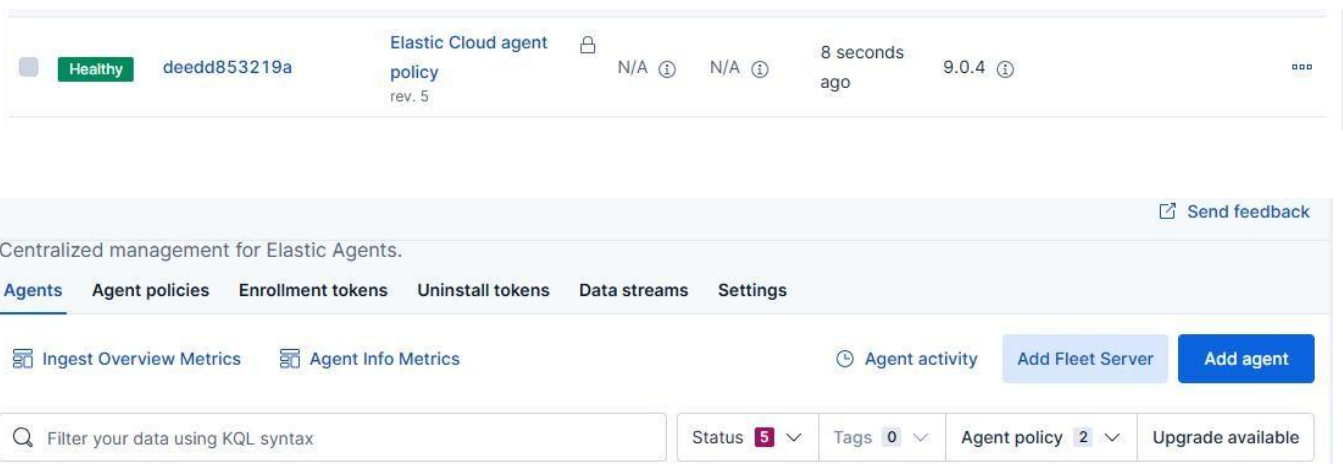 Healthy deedd853219a Elastic Cloud agent policy rev. 5 N/A N/A 8 seconds ago 9.0.4
Send feedback
Centralized management for Elastic Agents.
Agents Agent policies Enrollment tokens Uninstall tokens Data streams Settings
Ingest Overview Metrics Agent Info Metrics Agent activity Add Fleet Server Add agent
Filter your data using KQL syntax Status 5 Tags 0 Agent policy 2 Upgrade available